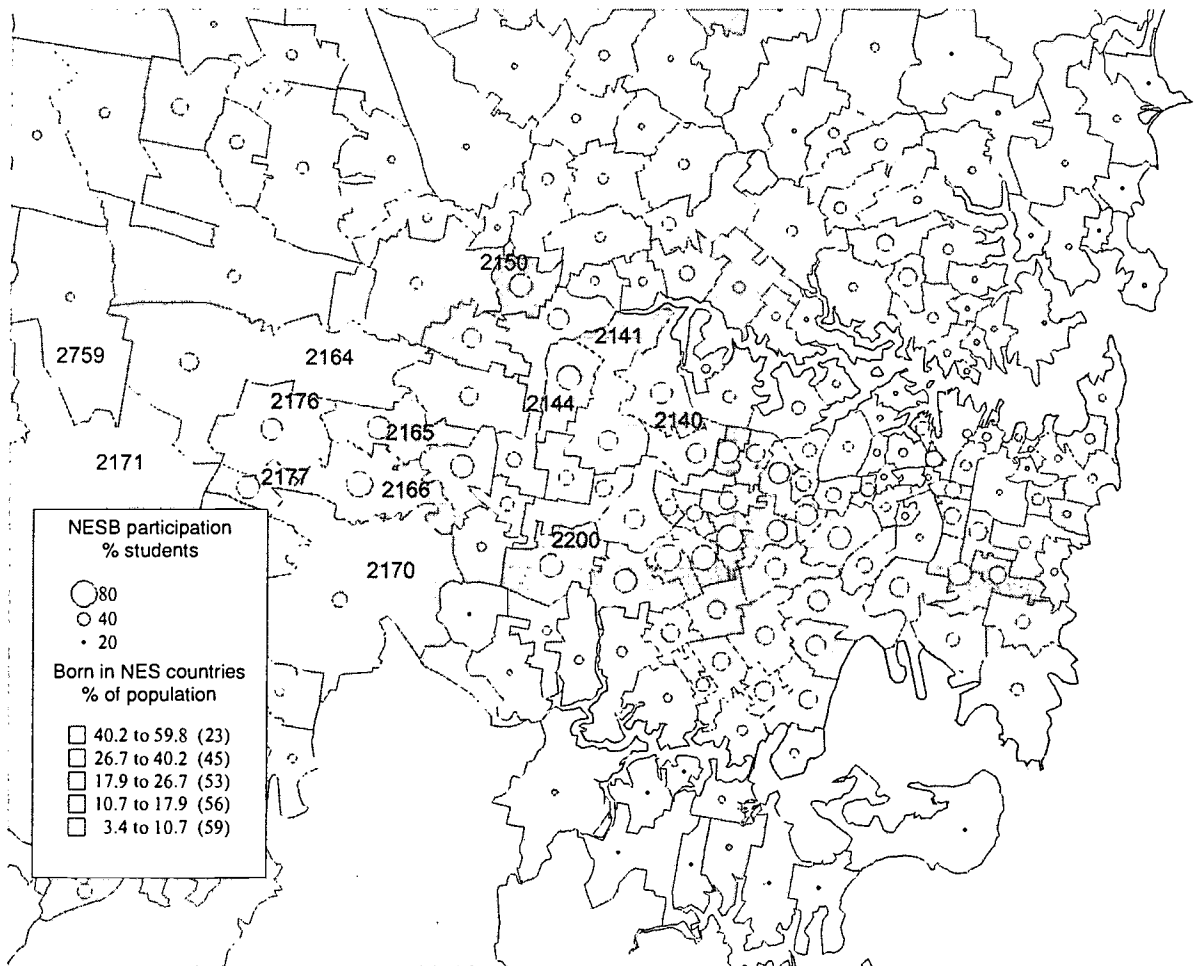 2150
2141
2759
2164
2144
2176
2140
2165
2171
2177
2166
2200
2170
NESB participation
% students
80
40
20
Born in NES countries
% of population
40.2 to 59.8 (23)
26.7 to 40.2 (45)
17.9 to 26.7 (53)
10.7 to 17.9 (56)
3.4 to 10.7 (59)